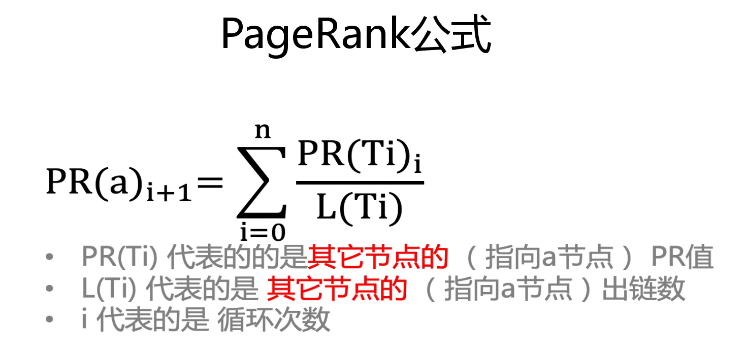 PageRank公式
n
PR(a)i+1= ∑ PR(Ti)i
L(Ti)
i=0
• PR(Ti) 代表的的是其它节点的 （指向a节点） PR值
• L(Ti) 代表的是 其它节点的 （指向a节点）出链数
• i 代表的是 循环次数